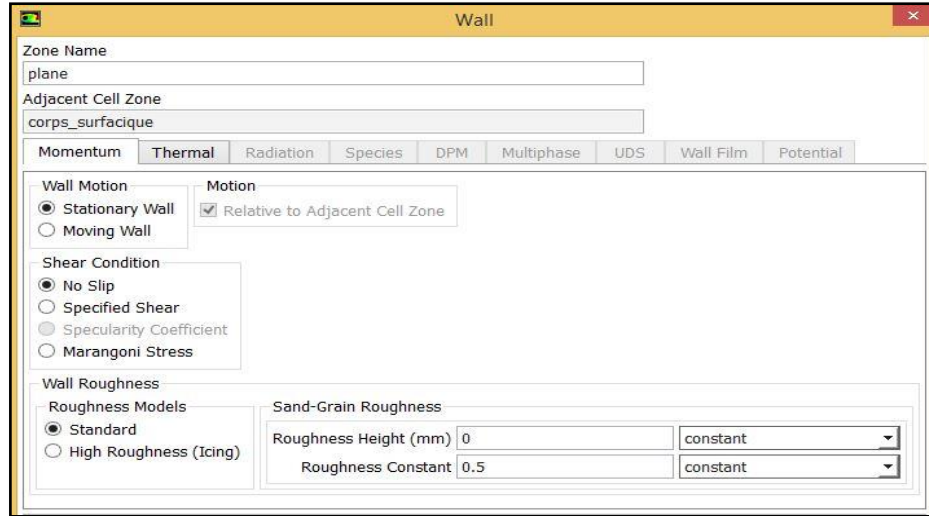 Wall
Zone Name
plane
Adjacent Cell Zone
corps_surfacique
Momentum Thermal Radiation Species DPM Multiphase UDS Wall Film Potential
Wall Motion Motion
Stationary Wall Relative to Adjacent Cell Zone
Moving Wall
Shear Condition
No Slip
Specified Shear
Specularity Coefficient
Marangoni Stress
Wall Roughness
Roughness Models Sand-Grain Roughness
Standard
Roughness Height (mm) 0 constant
High Roughness (Icing)
Roughness Constant 0.5 constant